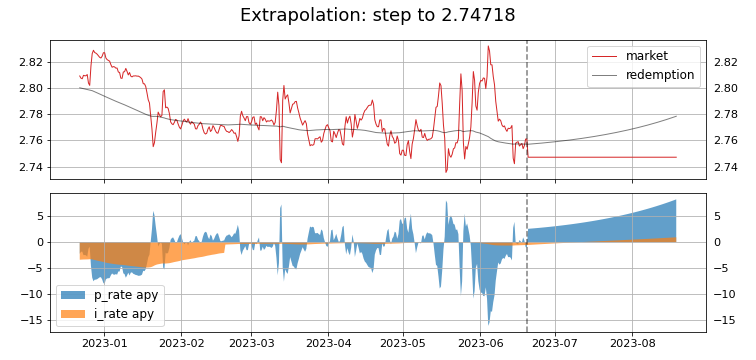 Extrapolation: step to 2.74718
2.82 2.82
2.80 2.80
2.78 2.78
2.76 2.76
2.74 2.74
market
redemption
5 5
0 0
−5 −5
−10 −10
−15 −15
p_rate apy
i_rate apy
2023-01 2023-02 2023-03 2023-04 2023-05 2023-06 2023-07 2023-08